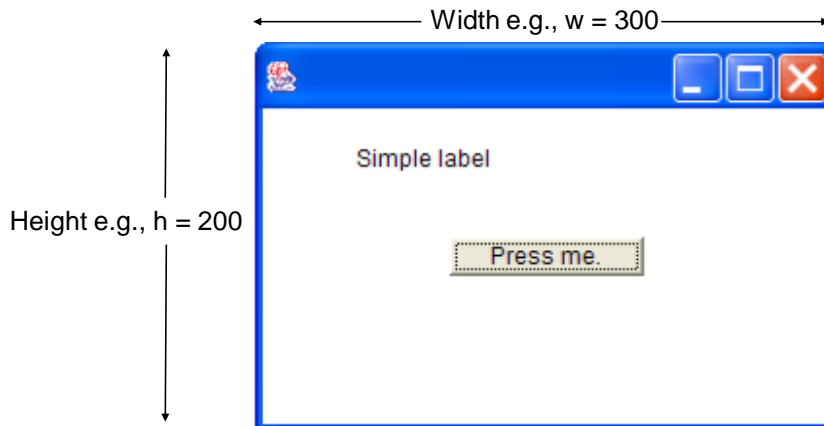 Width e.g., w = 300
Simple label
Height e.g., h = 200
Press me.